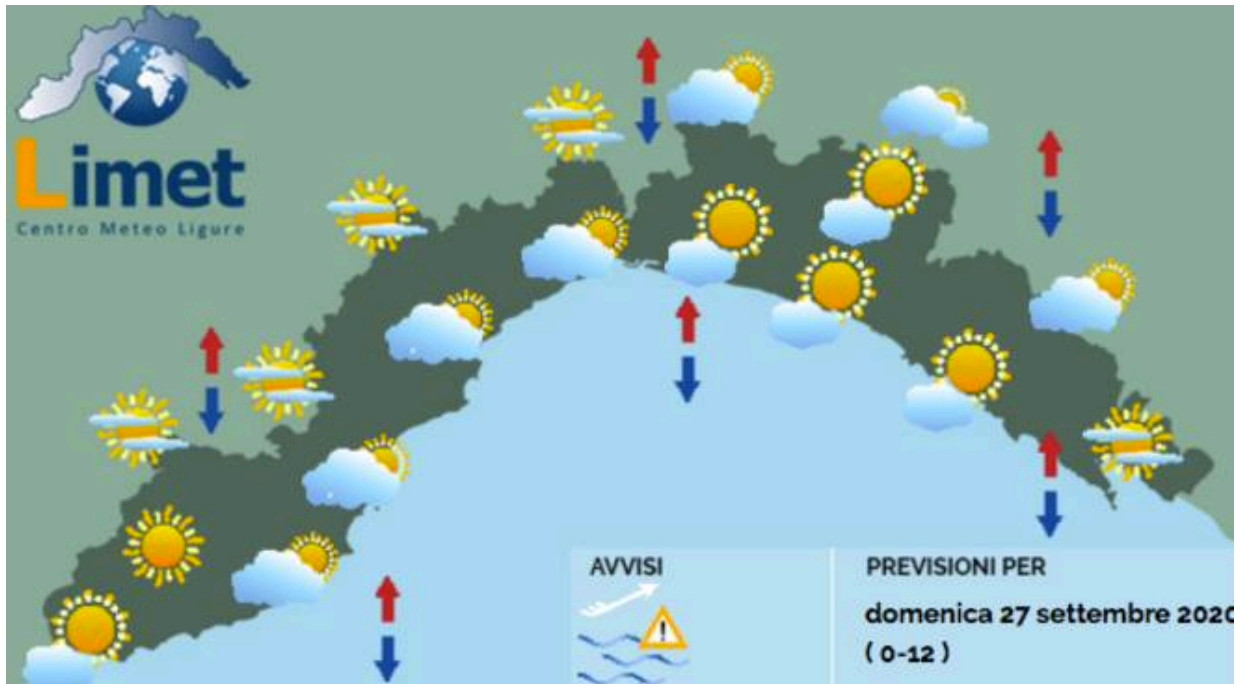 Limet
Centro Meteo Ligure
AVVISI
PREVISIONI PER
domenica 27 settembre 2020
( 0-12 )